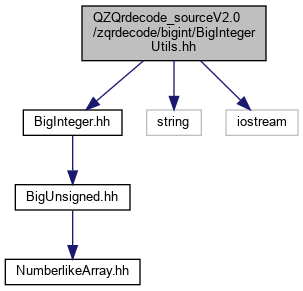 QZQrdecode_sourceV2.0
/zqrdecode/bigint/BigInteger
Utils.hh
BigInteger.hh
string
iostream
BigUnsigned.hh
NumberlikeArray.hh